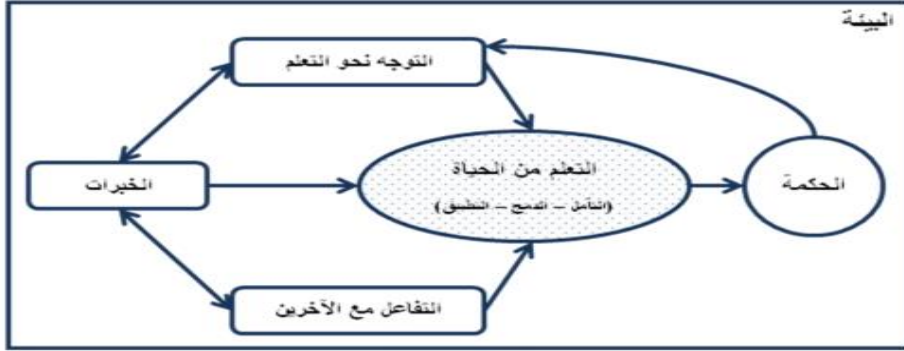 البيئة
التوجه نحو التعلم
الخبرات
التعلم من الحياة
(التأمل – الدمج – التطبيق)
الحكمة
التفاعل مع الآخرين